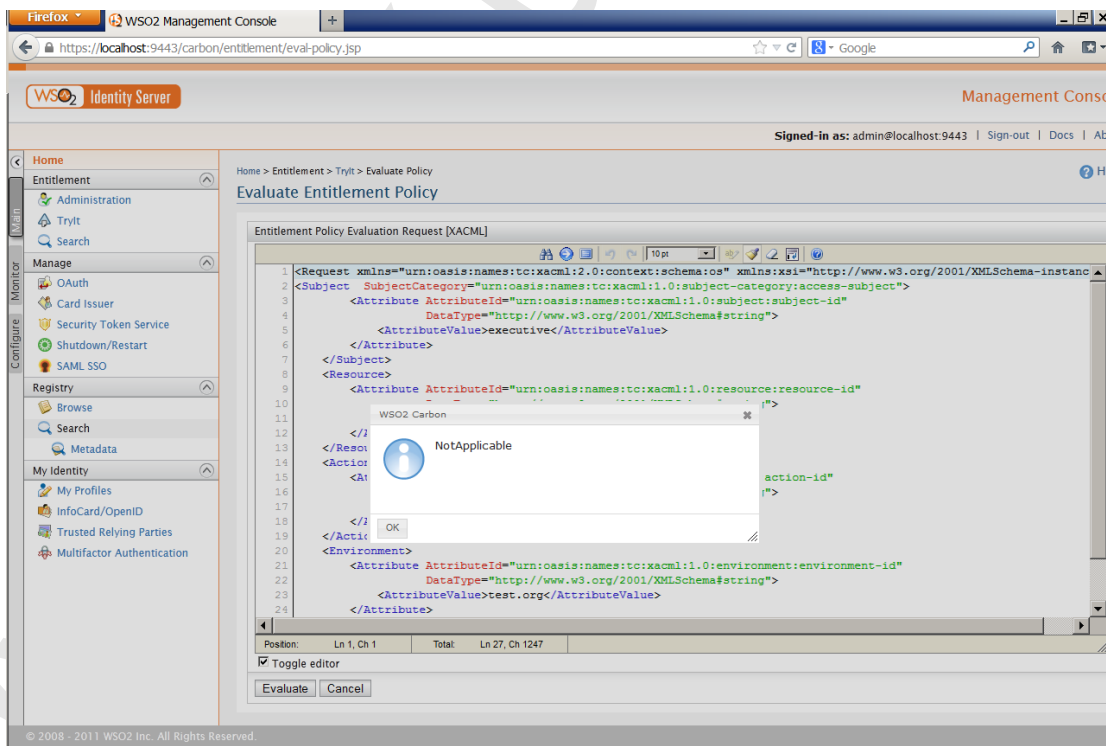 Firefox
WSO2 Management Console
+
https://localhost:9443/carbon/entitlement/eval-policy.jsp
Google
WSO2 Identity Server
Management Conso
Signed-in as: admin@localhost:9443 | Sign-out | Docs | Ab
Main
Monitor
Configure
Home
Entitlement
Administration
TryIt
Search
Manage
OAuth
Card Issuer
Security Token Service
Shutdown/Restart
SAML SSO
Registry
Browse
Search
Metadata
My Identity
My Profiles
InfoCard/OpenID
Trusted Relying Parties
Multifactor Authentication
Home > Entitlement > TryIt > Evaluate Policy
H
Evaluate Entitlement Policy
Entitlement Policy Evaluation Request [XACML]
10 pt
1 <Request xmlns="urn:oasis:names:tc:xacml:2.0:context:schema:os" xmlns:xsi="http://www.w3.org/2001/XMLSchema-instanc
2 <Subject SubjectCategory="urn:oasis:names:tc:xacml:1.0:subject-category:access-subject">
3 <Attribute AttributeId="urn:oasis:names:tc:xacml:1.0:subject:subject-id"
4 DataType="http://www.w3.org/2001/XMLSchema#string">
5 <AttributeValue>executive</AttributeValue>
6 </Attribute>
7 </Subject>
8 <Resource>
9 <Attribute AttributeId="urn:oasis:names:tc:xacml:1.0:resource:resource-id"
10 ">
11
12 </A
13 </Resou
14 <Action
15 <At action-id"
16 ">
17
18 </A
19 </Actio
20 <Environment>
21 <Attribute AttributeId="urn:oasis:names:tc:xacml:1.0:environment:environment-id"
22 DataType="http://www.w3.org/2001/XMLSchema#string">
23 <AttributeValue>test.org</AttributeValue>
24 </Attribute>
WSO2 Carbon
NotApplicable
OK
Position: Ln 1, Ch 1 Total: Ln 27, Ch 1247
Toggle editor
Evaluate Cancel
© 2008 - 2011 WSO2 Inc. All Rights Reserved.